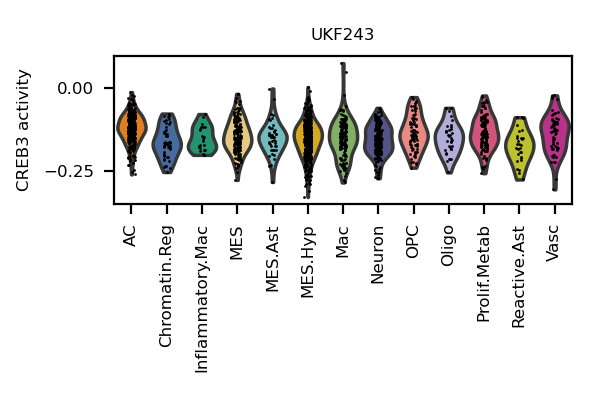 UKF243
CREB3 activity
0.00
−0.25
AC
Chromatin.Reg
Inflammatory.Mac
MES
MES.Ast
MES.Hyp
Mac
Neuron
OPC
Oligo
Prolif.Metab
Reactive.Ast
Vasc